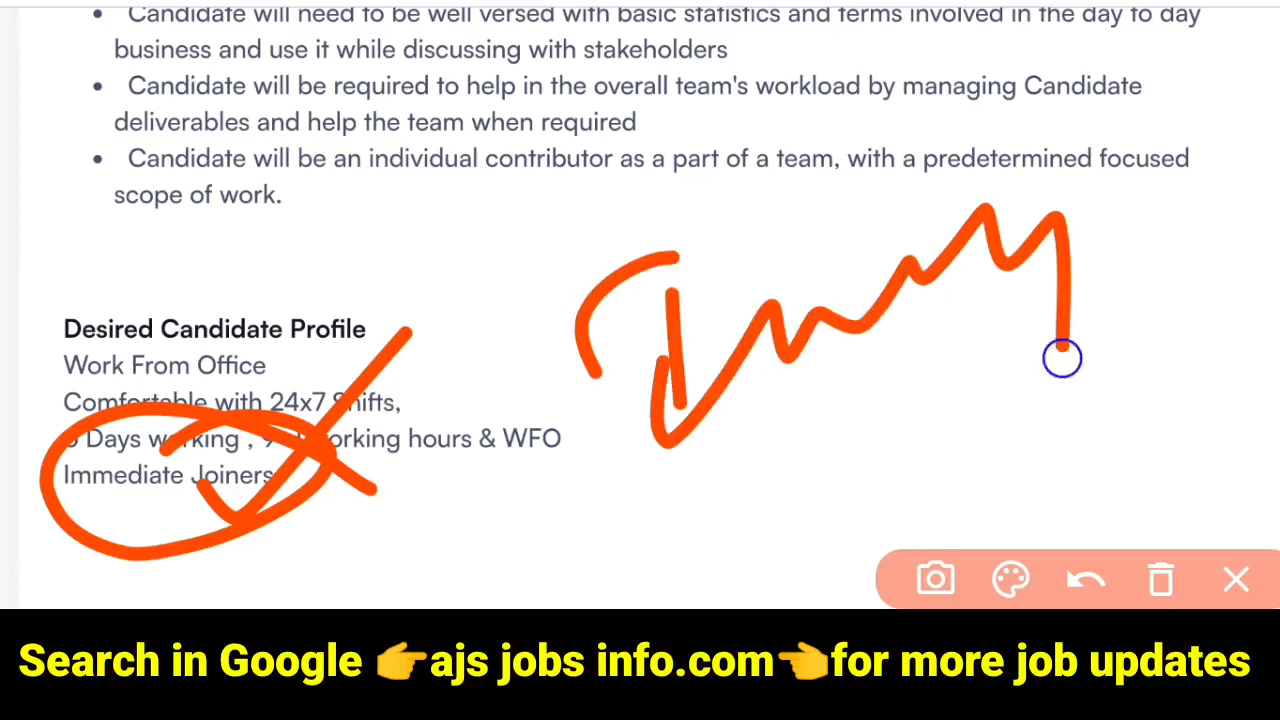 • Candidate will need to be well versed with basic statistics and terms involved in the day to day
business and use it while discussing with stakeholders
• Candidate will be required to help in the overall team's workload by managing Candidate
deliverables and help the team when required
• Candidate will be an individual contributor as a part of a team, with a predetermined focused
scope of work.
Desired Candidate Profile
Work From Office
Comfortable with 24x7 Shifts,
Days working , working hours & WFO
Immediate Joiners
Search in Google 👉ajs jobs info.com👈for more job updates